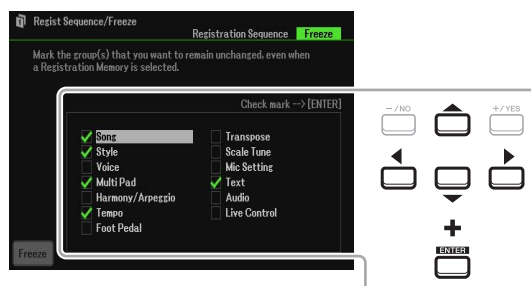 Regist Sequence/Freeze
Registration Sequence Freeze
Mark the group(s) that you want to remain unchanged, even when
a Registration Memory is selected.
Check mark --> [ENTER]
Song
Style
Voice
Multi Pad
Harmony/Arpeggio
Tempo
Foot Pedal
Transpose
Scale Tune
Mic Setting
Text
Audio
Live Control
Freeze
－/NO
+/YES
ENTER